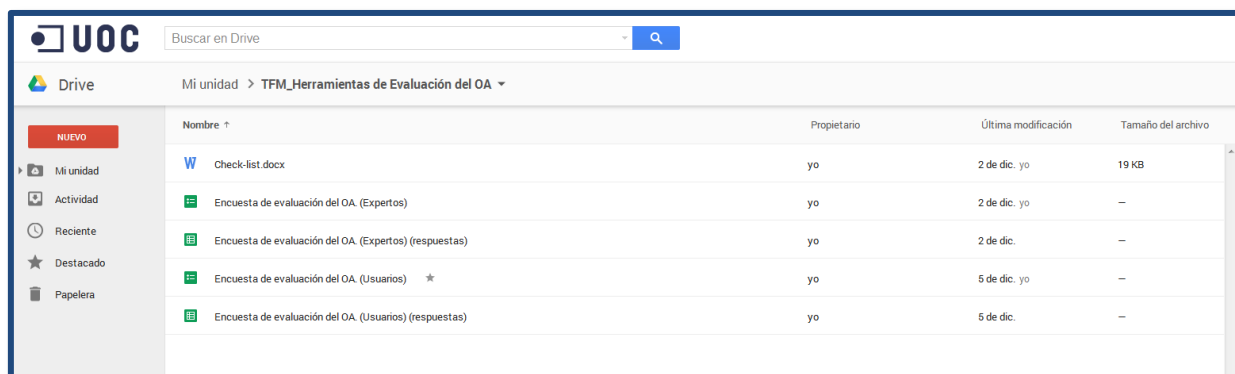 UOC
Buscar en Drive
Drive
Mi unidad > TFM_Herramientas de Evaluación del OA
NUEVO
Mi unidad
Actividad
Reciente
Destacado
Papelera
Nombre ↑ Propietario Última modificación Tamaño del archivo
W Check-list.docx yo 2 de dic. yo 19 KB
Encuesta de evaluación del OA. (Expertos) yo 2 de dic. yo —
Encuesta de evaluación del OA. (Expertos) (respuestas) yo 2 de dic. —
Encuesta de evaluación del OA. (Usuarios) yo 5 de dic. yo —
Encuesta de evaluación del OA. (Usuarios) (respuestas) yo 5 de dic. —